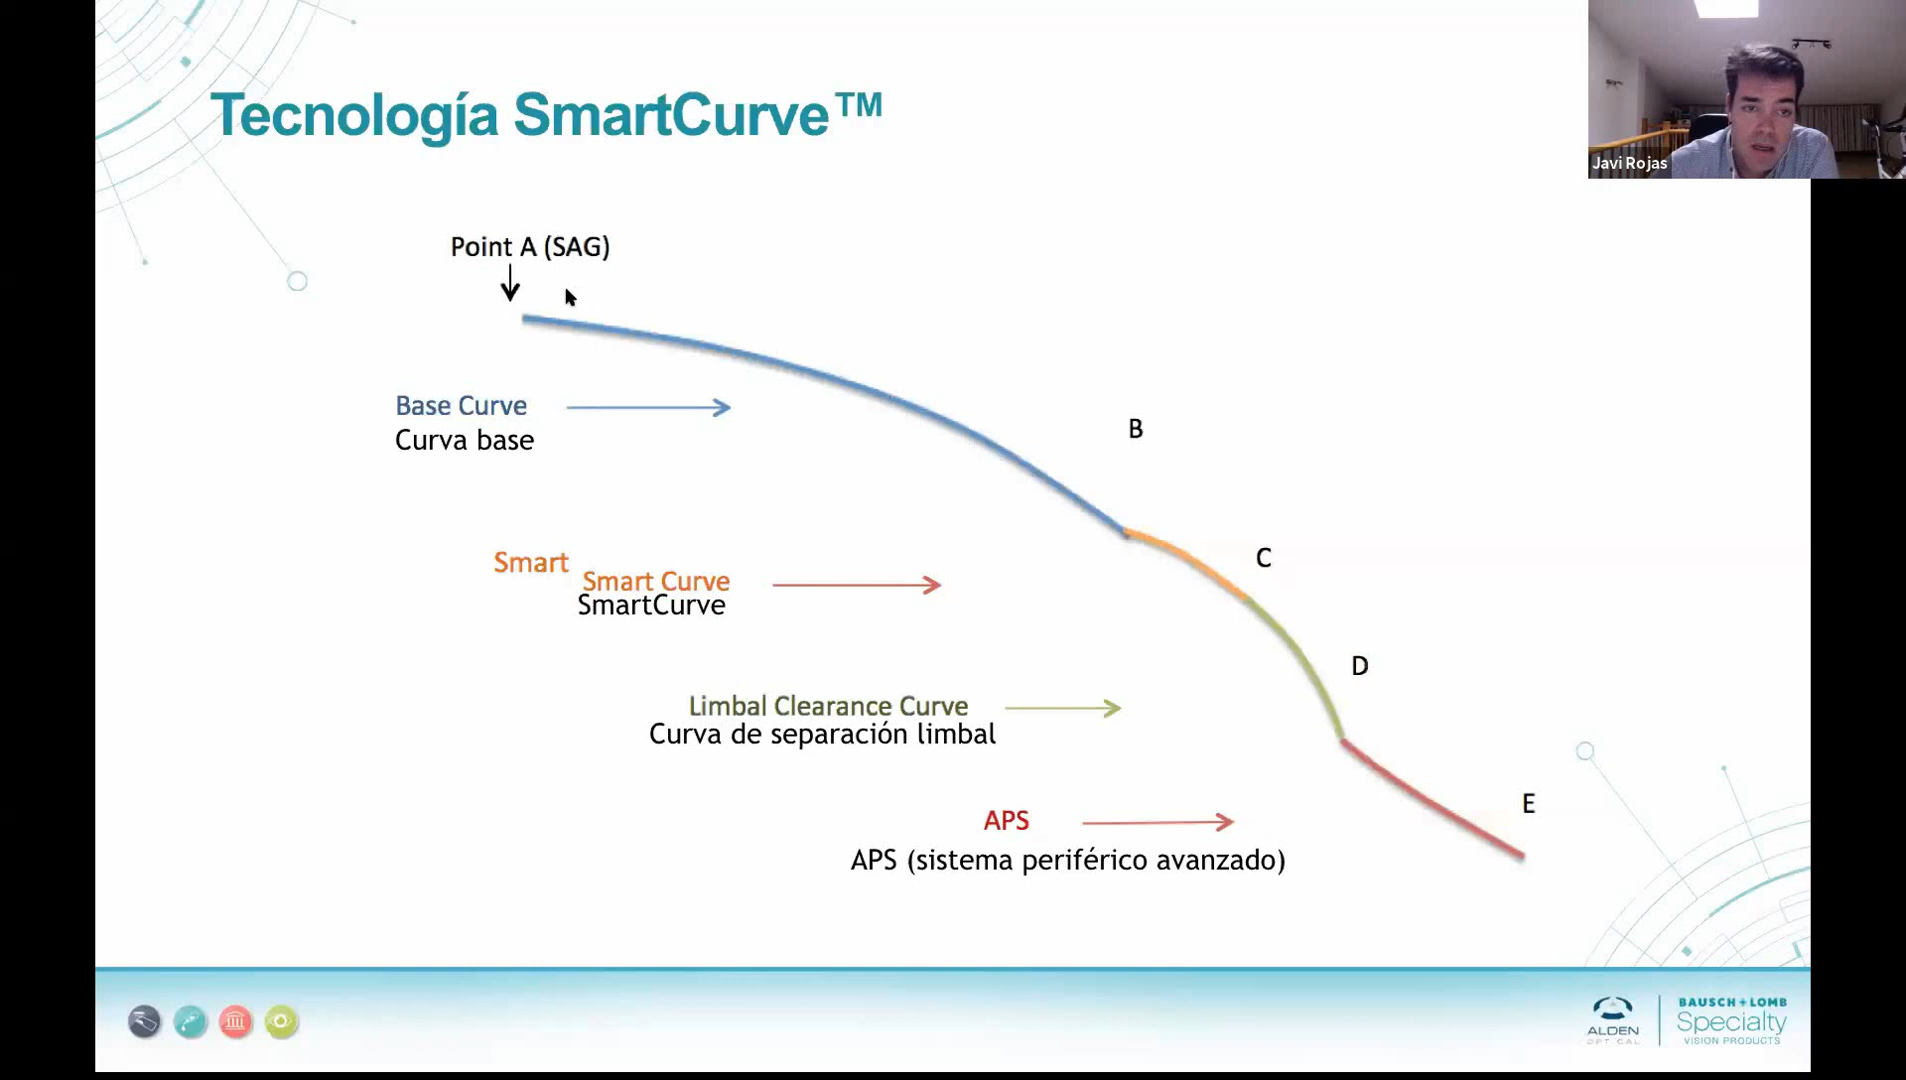 Tecnología SmartCurve™
Javi Rojas
Point A (SAG)
Base Curve
Curva base
B
Smart
Smart Curve
SmartCurve
C
Limbal Clearance Curve
Curva de separación limbal
D
APS
APS (sistema periférico avanzado)
E
ALDEN
OPTICAL
BAUSCH + LOMB
Specialty
VISION PRODUCTS